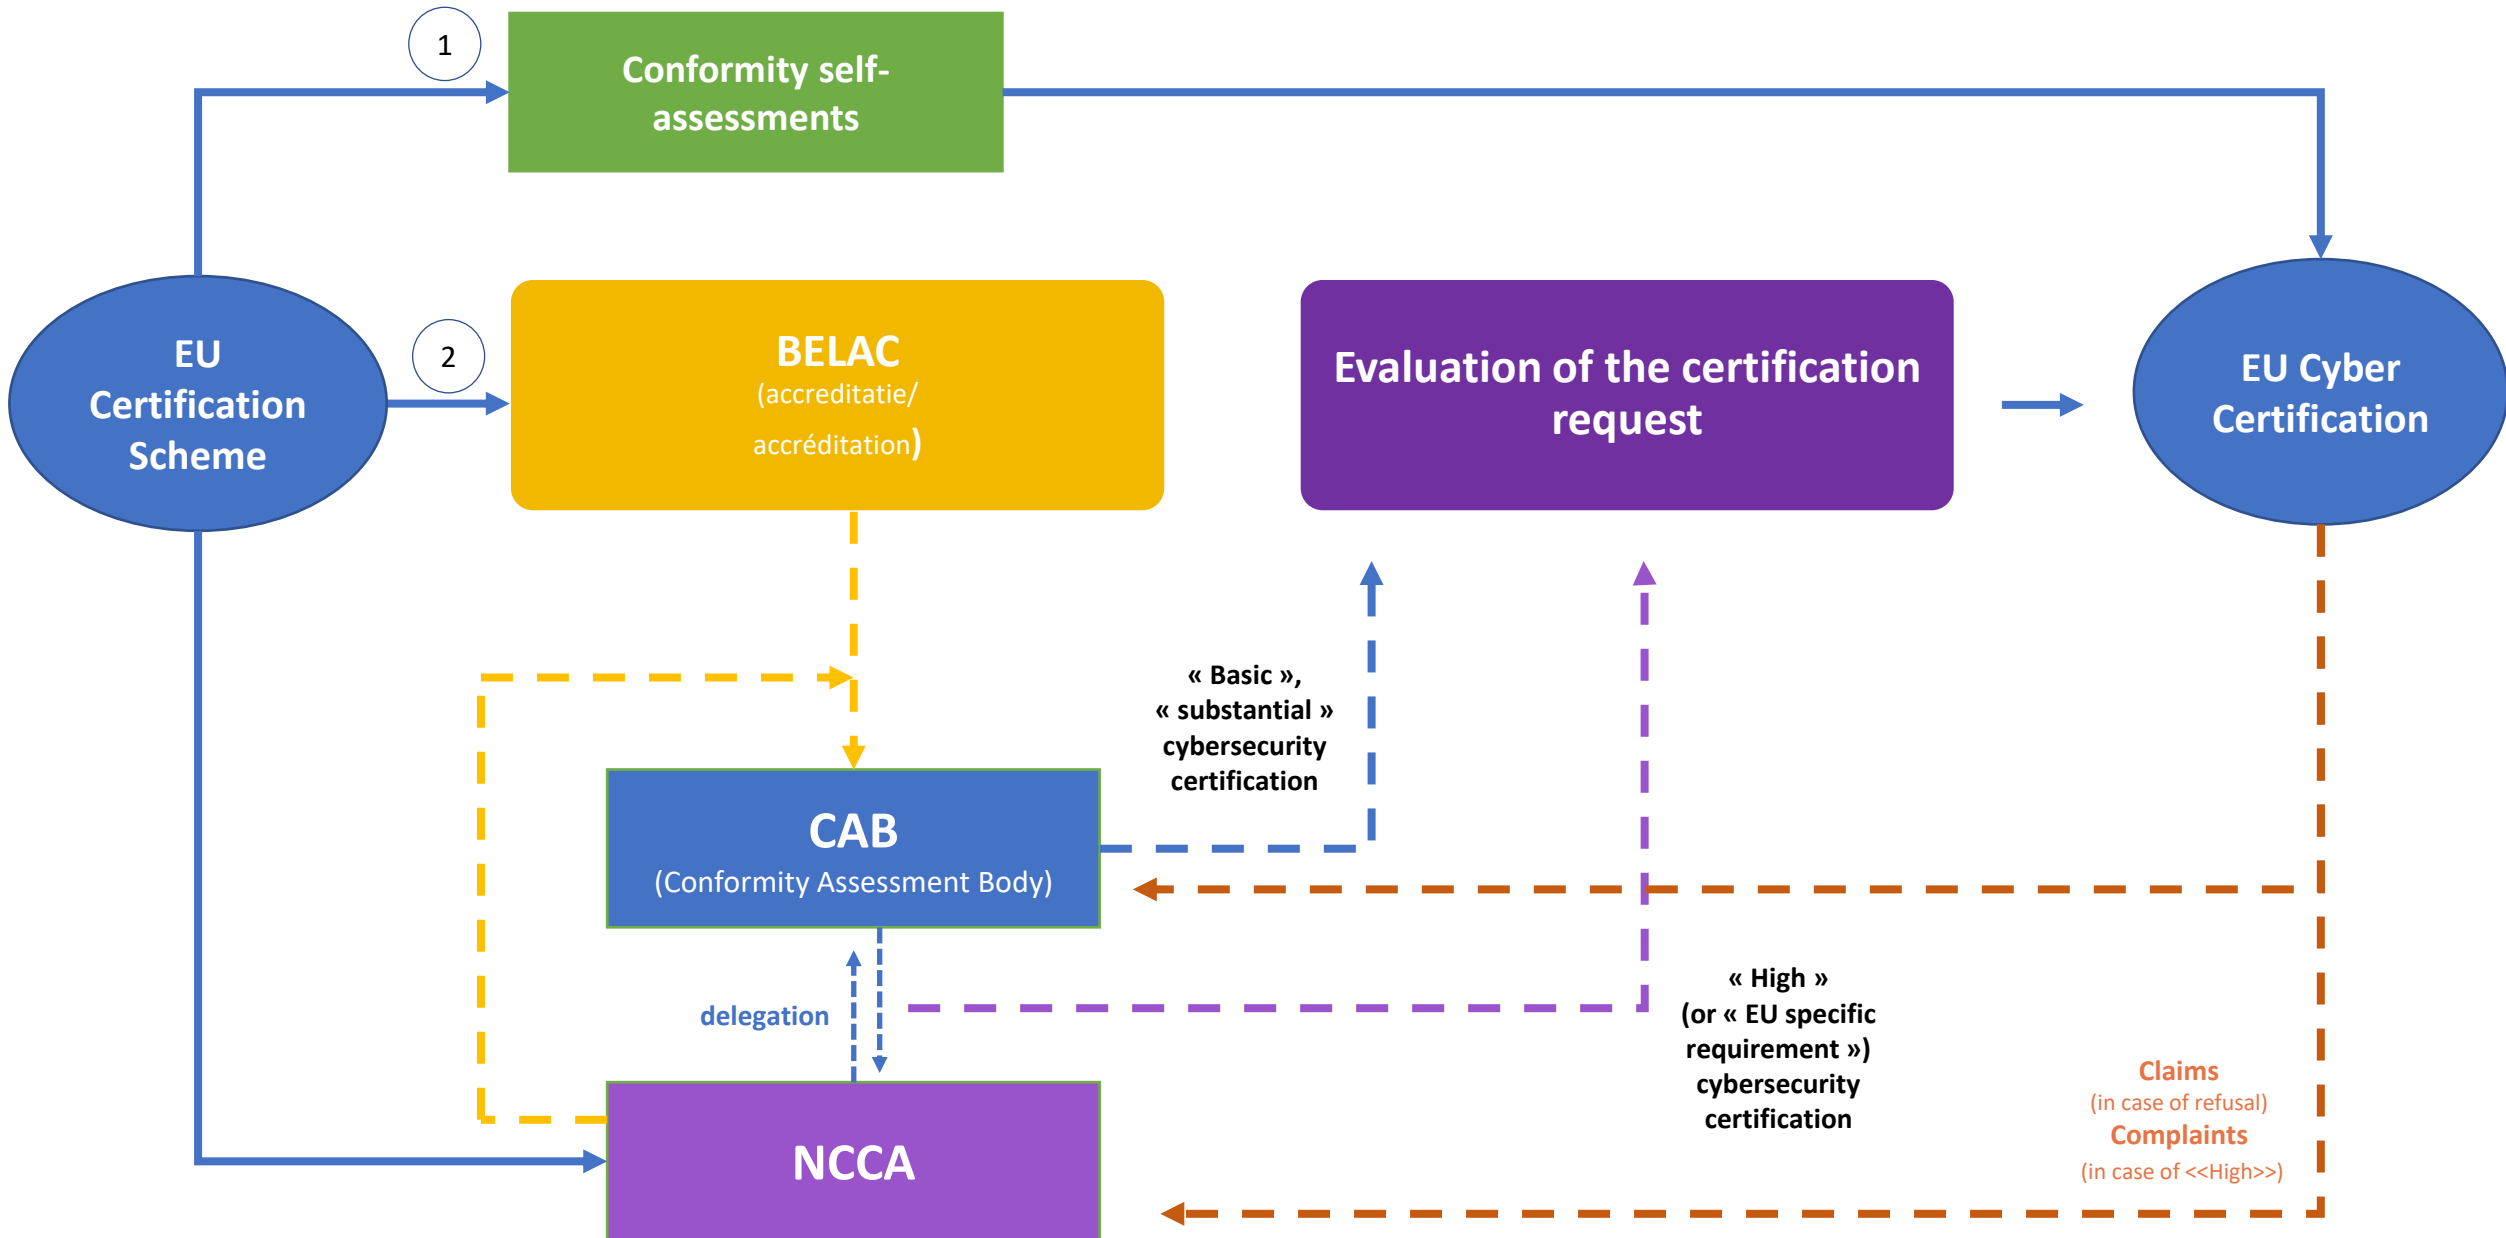 1
Conformity self-
assessments
EU
Certification
Scheme
2
BELAC
(accreditatie/
accréditation)
Evaluation of the certification
request
EU Cyber
Certification
« Basic »,
« substantial »
cybersecurity
certification
CAB
(Conformity Assessment Body)
delegation
« High »
(or « EU specific
requirement »)
cybersecurity
certification
NCCA
Claims
(in case of refusal)
Complaints
(in case of <<High>>)